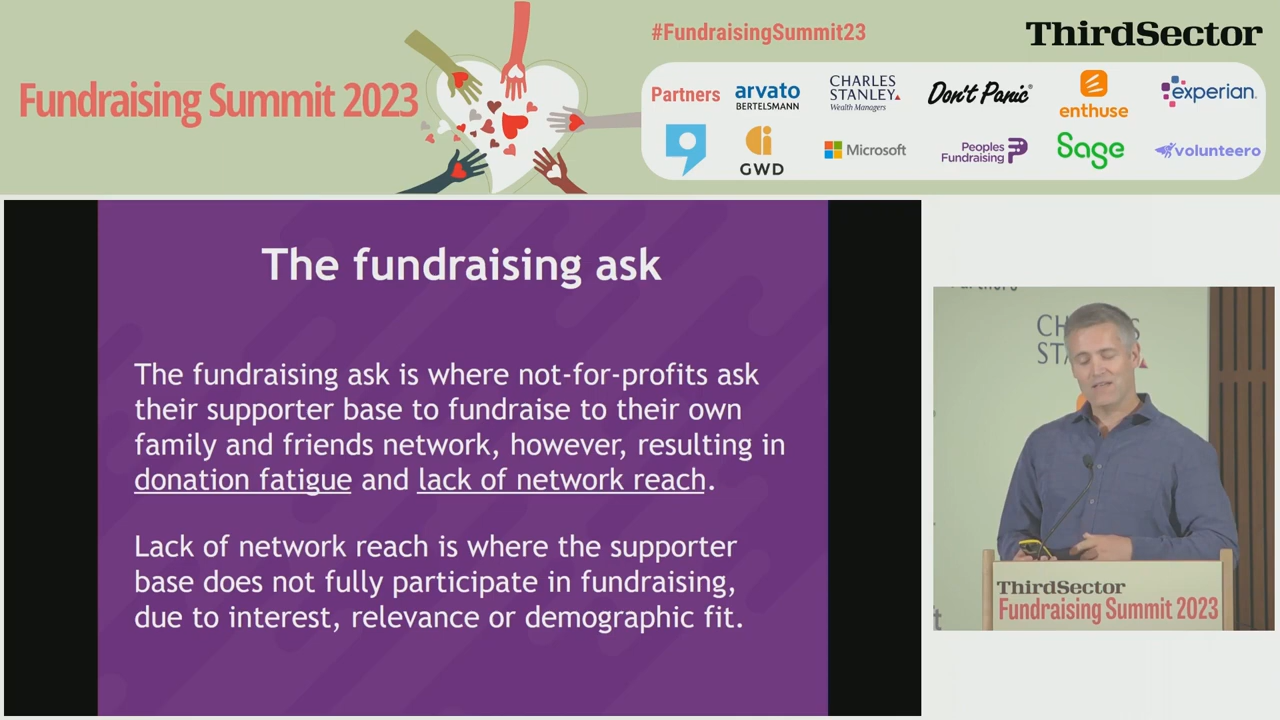 Fundraising Summit 2023
#FundraisingSummit23
ThirdSector
Partners
arvato
BERTELSMANN
CHARLES
STANLEY
Wealth Managers
Don't Panic
enthuse
experian.
GWD
Microsoft
Peoples
Fundraising
Sage
volunteero
The fundraising ask
The fundraising ask is where not-for-profits ask
their supporter base to fundraise to their own
family and friends network, however, resulting in
donation fatigue and lack of network reach.
Lack of network reach is where the supporter
base does not fully participate in fundraising,
due to interest, relevance or demographic fit.
ThirdSector
Fundraising Summit 2023